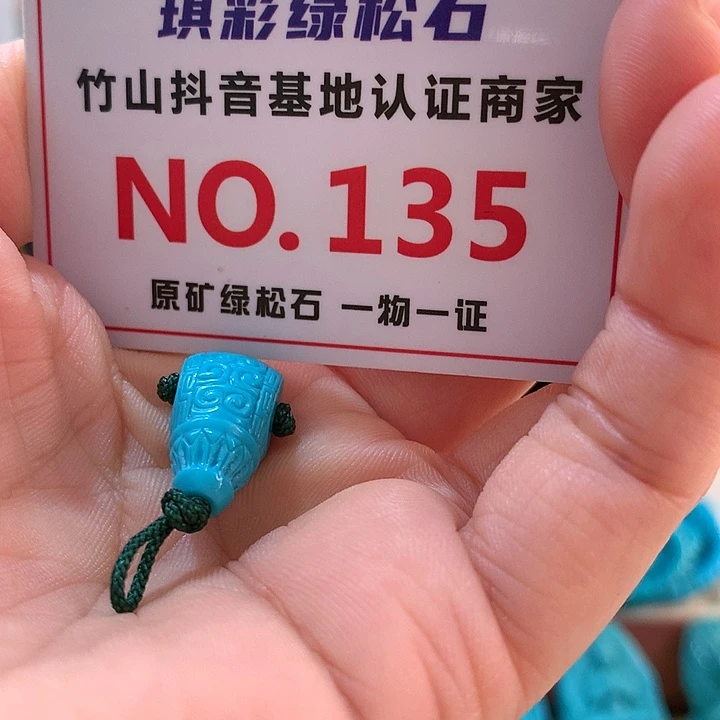 琪彩绿松石
竹山抖音基地认证商家
NO. 135
原矿绿松石 一物一证